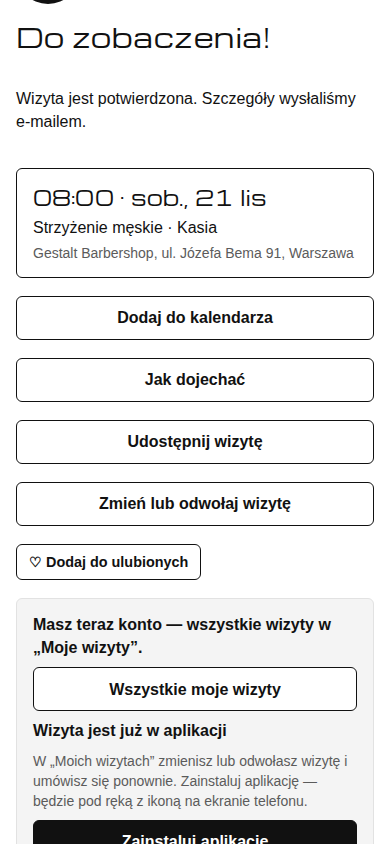 Do zobaczenia!
Wizyta jest potwierdzona. Szczegóły wysłaliśmy
e-mailem.
08:00 · sob., 21 lis
Strzyżenie męskie · Kasia
Gestalt Barbershop, ul. Józefa Bema 91, Warszawa
Dodaj do kalendarza
Jak dojechać
Udostępnij wizytę
Zmień lub odwołaj wizytę
♡ Dodaj do ulubionych
Masz teraz konto — wszystkie wizyty w
„Moje wizyty”.
Wszystkie moje wizyty
Wizyta jest już w aplikacji
W „Moich wizytach” zmienisz lub odwołasz wizytę i
umówisz się ponownie. Zainstaluj aplikację —
będzie pod ręką z ikoną na ekranie telefonu.
Zainstaluj aplikację